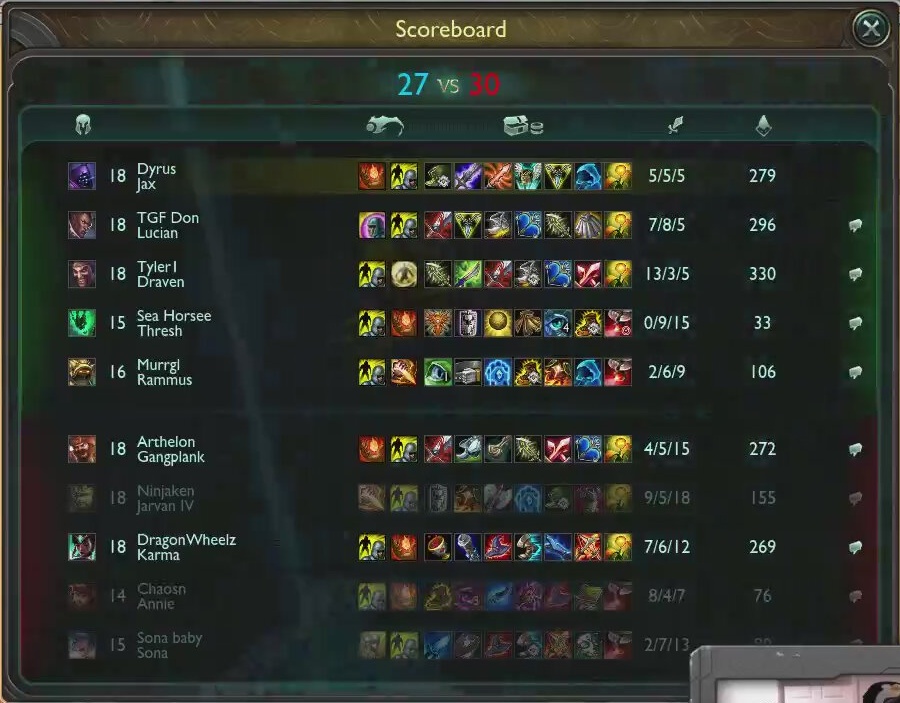 Scoreboard
27 VS 30
18 Dyrus 5/5/5 279
Jax
18 TGF Don 7/8/5 296
Lucian
18 Tyler1 13/3/5 330
Draven
15 Sea Horsee 4 0/9/15 33
Thresh
16 Murrgl 2/6/9 106
Rammus
18 Arthelon 4/5/15 272
Gangplank
18 Ninjaken 9/5/18 155
Jarvan IV
18 DragonWheelz 7/6/12 269
Karma
14 Chaosn 8/4/7 76
Annie
15 Sona baby 2/7/13
Sona